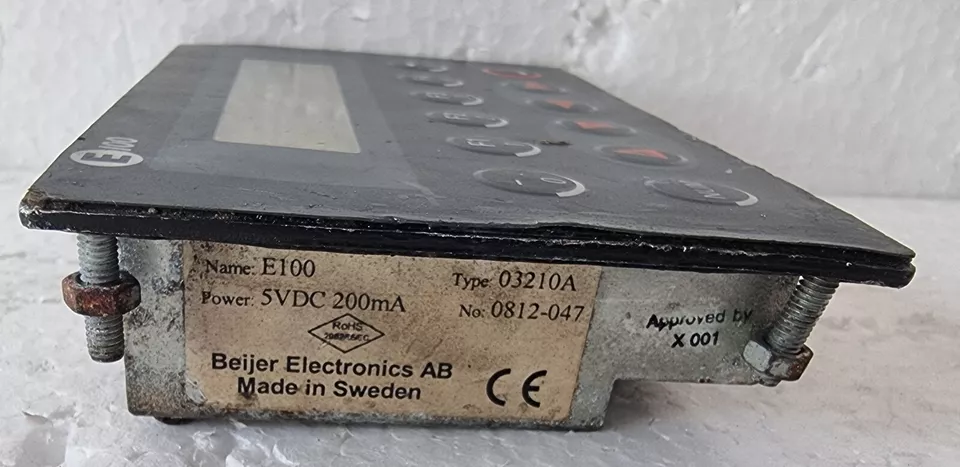 E100
Name: E100
Type: 03210A
Power: 5VDC 200mA
No: 0812-047
RoHS
Beijer Electronics AB
Made in Sweden
CE
Approved by
X 001